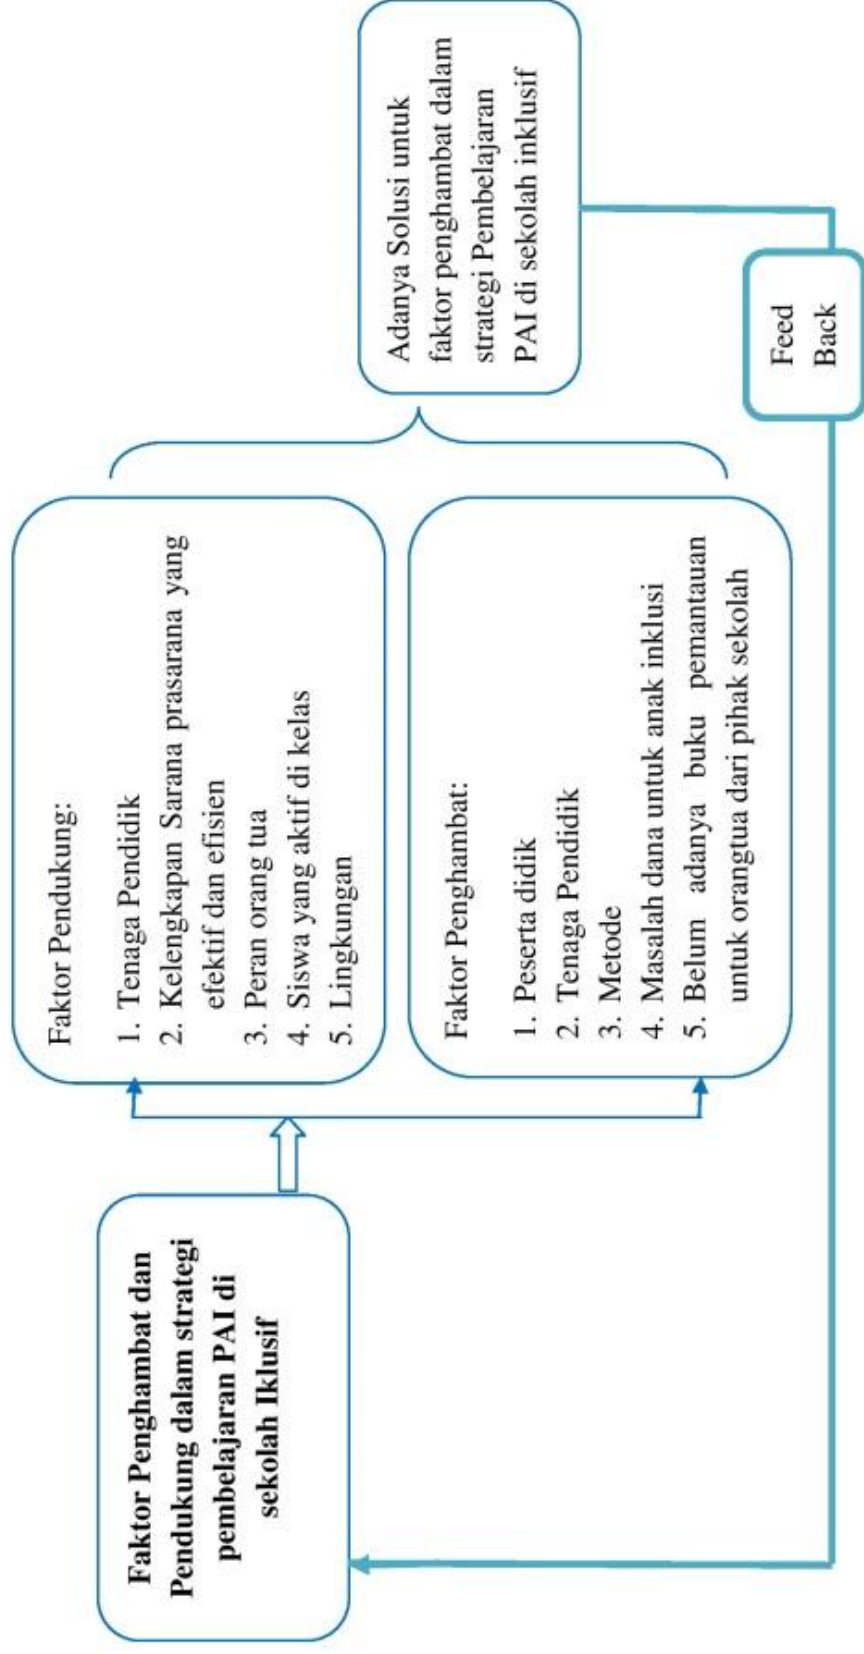 Faktor Penghambat dan
Pendukung dalam strategi
pembelajaran PAI di
sekolah Iklusif
Faktor Pendukung:
1. Tenaga Pendidik
2. Kelengkapan Sarana prasarana yang
efektif dan efisien
3. Peran orang tua
4. Siswa yang aktif di kelas
5. Lingkungan
Faktor Penghambat:
1. Peserta didik
2. Tenaga Pendidik
3. Metode
4. Masalah dana untuk anak inklusi
5. Belum adanya buku pemantauan
untuk orangtua dari pihak sekolah
Adanya Solusi untuk
faktor penghambat dalam
strategi Pembelajaran
PAI di sekolah inklusif
Feed
Back